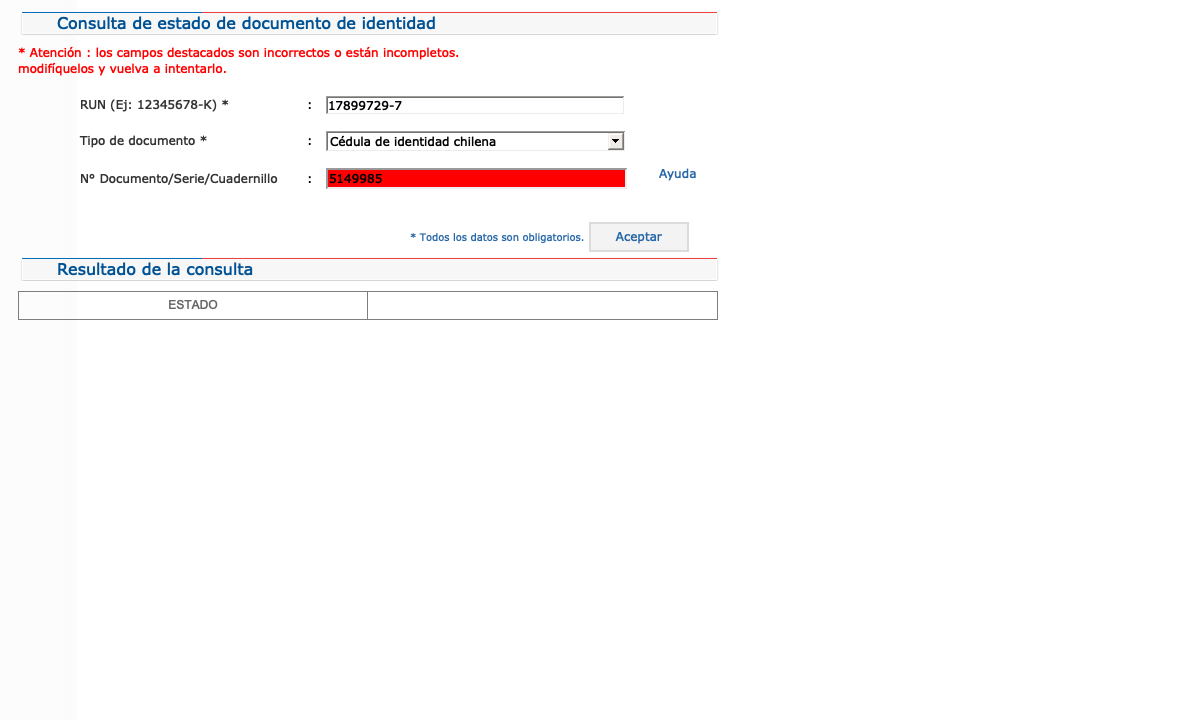 Consulta de estado de documento de identidad
* Atención : los campos destacados son incorrectos o están incompletos.
modifíquelos y vuelva a intentarlo.
RUN (Ej: 12345678-K) * : 17899729-7
Tipo de documento * : Cédula de identidad chilena
Nº Documento/Serie/Cuadernillo : 5149985 Ayuda
* Todos los datos son obligatorios. Aceptar
Resultado de la consulta
ESTADO